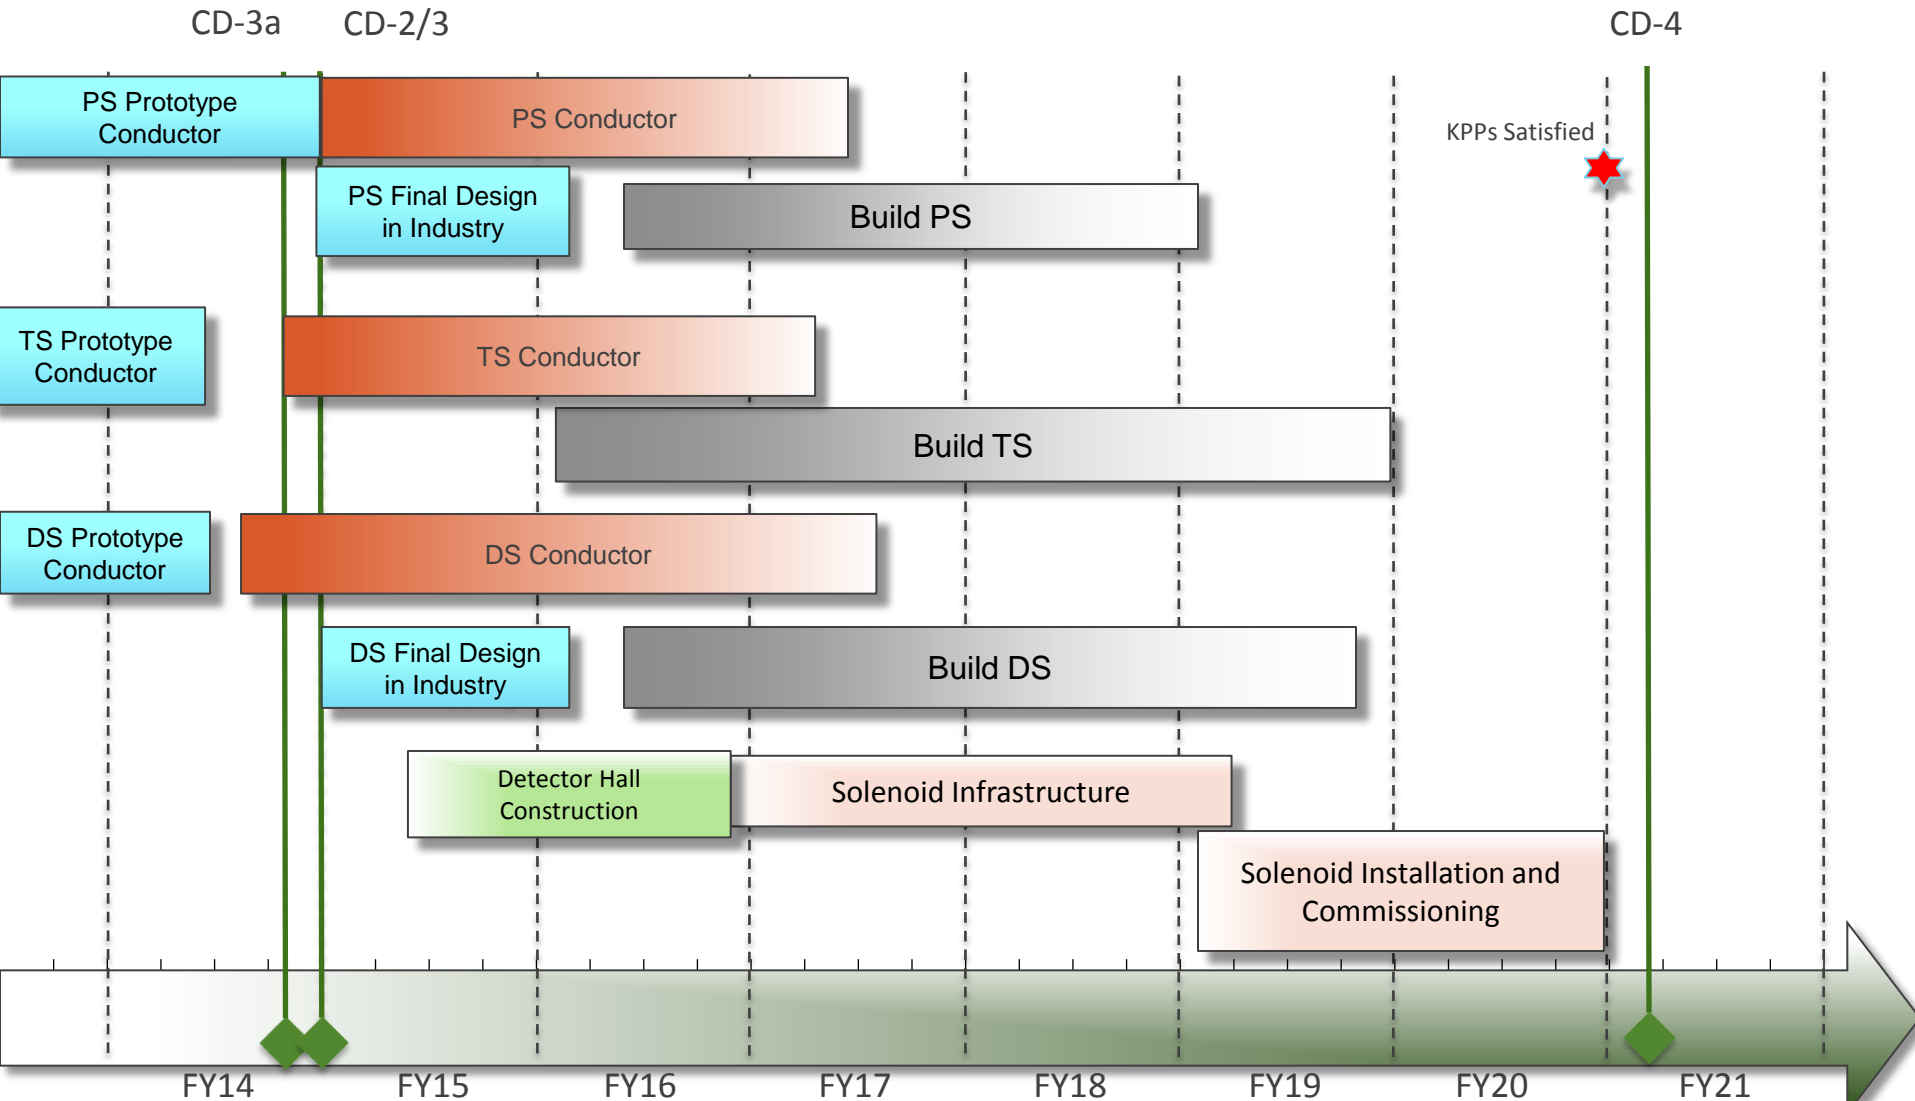 CD-3a
CD-2/3
CD-4
PS Prototype
Conductor
PS Conductor
KPPs Satisfied
PS Final Design
in Industry
Build PS
TS Prototype
Conductor
TS Conductor
Build TS
DS Prototype
Conductor
DS Conductor
DS Final Design
in Industry
Build DS
Detector Hall
Construction
Solenoid Infrastructure
Solenoid Installation and
Commissioning
FY14
FY15
FY16
FY17
FY18
FY19
FY20
FY21